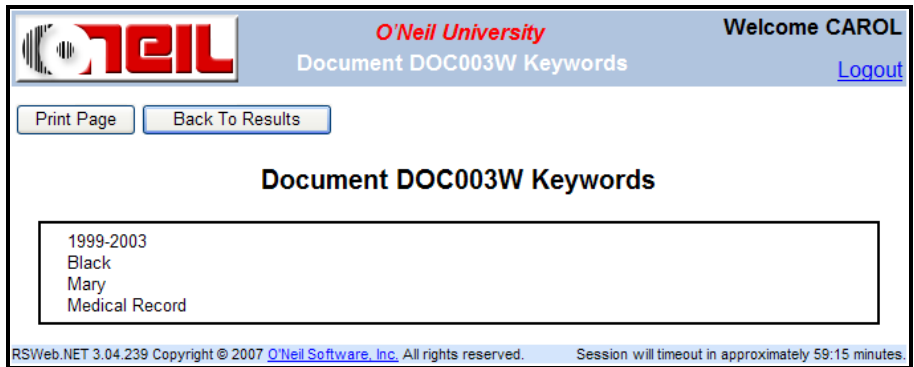 O'NEIL
O'Neil University
Welcome CAROL
Document DOC003W Keywords
Logout
Print Page
Back To Results
Document DOC003W Keywords
1999-2003
Black
Mary
Medical Record
RSWeb.NET 3.04.239 Copyright © 2007 O'Neil Software, Inc. All rights reserved.
Session will timeout in approximately 59:15 minutes.